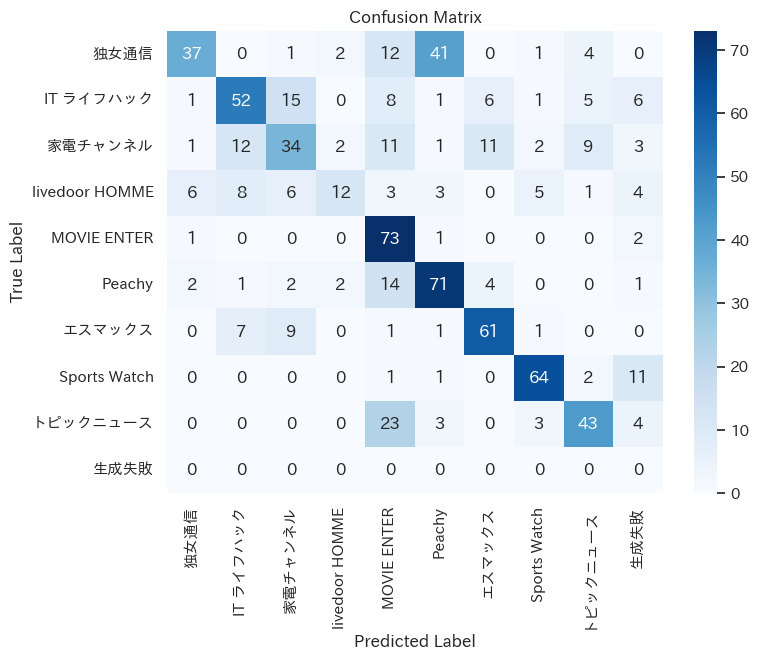 Confusion Matrix
独女通信 37 0 1 2 12 41 0 1 4 0
IT ライフハック 1 52 15 0 8 1 6 1 5 6
家電チャンネル 1 12 34 2 11 1 11 2 9 3
livedoor HOMME 6 8 6 12 3 3 0 5 1 4
MOVIE ENTER 1 0 0 0 73 1 0 0 0 2
Peachy 2 1 2 2 14 71 4 0 0 1
エスマックス 0 7 9 0 1 1 61 1 0 0
Sports Watch 0 0 0 0 1 1 0 64 2 11
トピックニュース 0 0 0 0 23 3 0 3 43 4
生成失敗 0 0 0 0 0 0 0 0 0 0
True Label
独女通信
IT ライフハック
家電チャンネル
livedoor HOMME
MOVIE ENTER
Peachy
エスマックス
Sports Watch
トピックニュース
生成失敗
Predicted Label
70
60
50
40
30
20
10
0